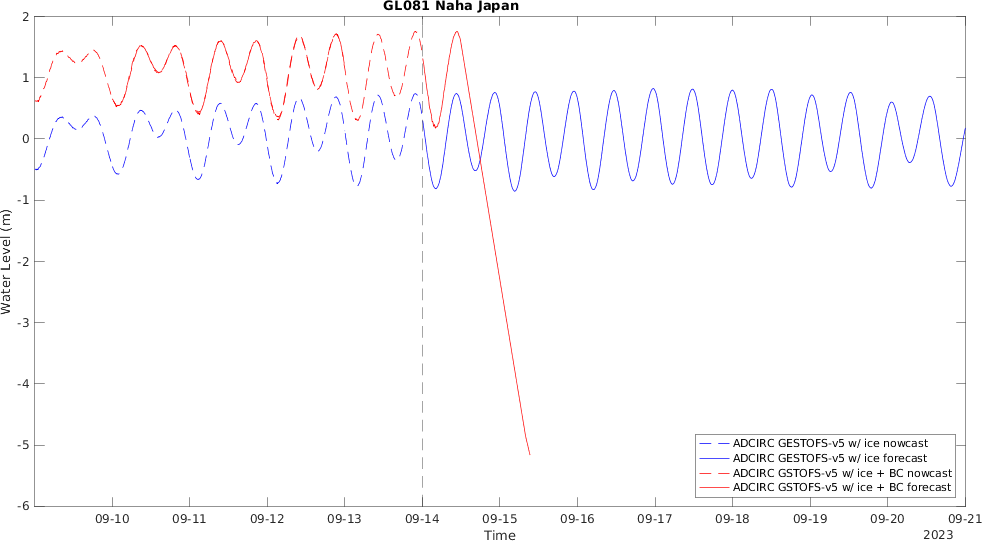 GL081 Naha Japan
Water Level (m)
2
1
0
-1
-2
-3
-4
-5
-6
09-10 09-11 09-12 09-13 09-14 09-15 09-16 09-17 09-18 09-19 09-20 09-21
Time
2023
ADCIRC GESTOFS-v5 w/ ice nowcast
ADCIRC GESTOFS-v5 w/ ice forecast
ADCIRC GSTOFS-v5 w/ ice + BC nowcast
ADCIRC GSTOFS-v5 w/ ice + BC forecast